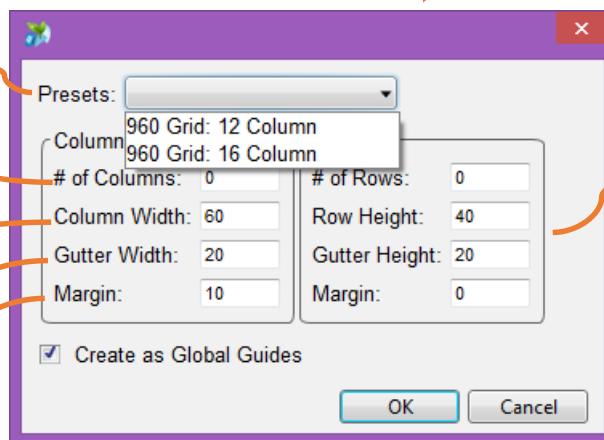 Presets:
960 Grid: 12 Column
960 Grid: 16 Column
Column
# of Columns: 0
# of Rows: 0
Column Width: 60
Row Height: 40
Gutter Width: 20
Gutter Height: 20
Margin: 10
Margin: 0
Create as Global Guides
OK
Cancel